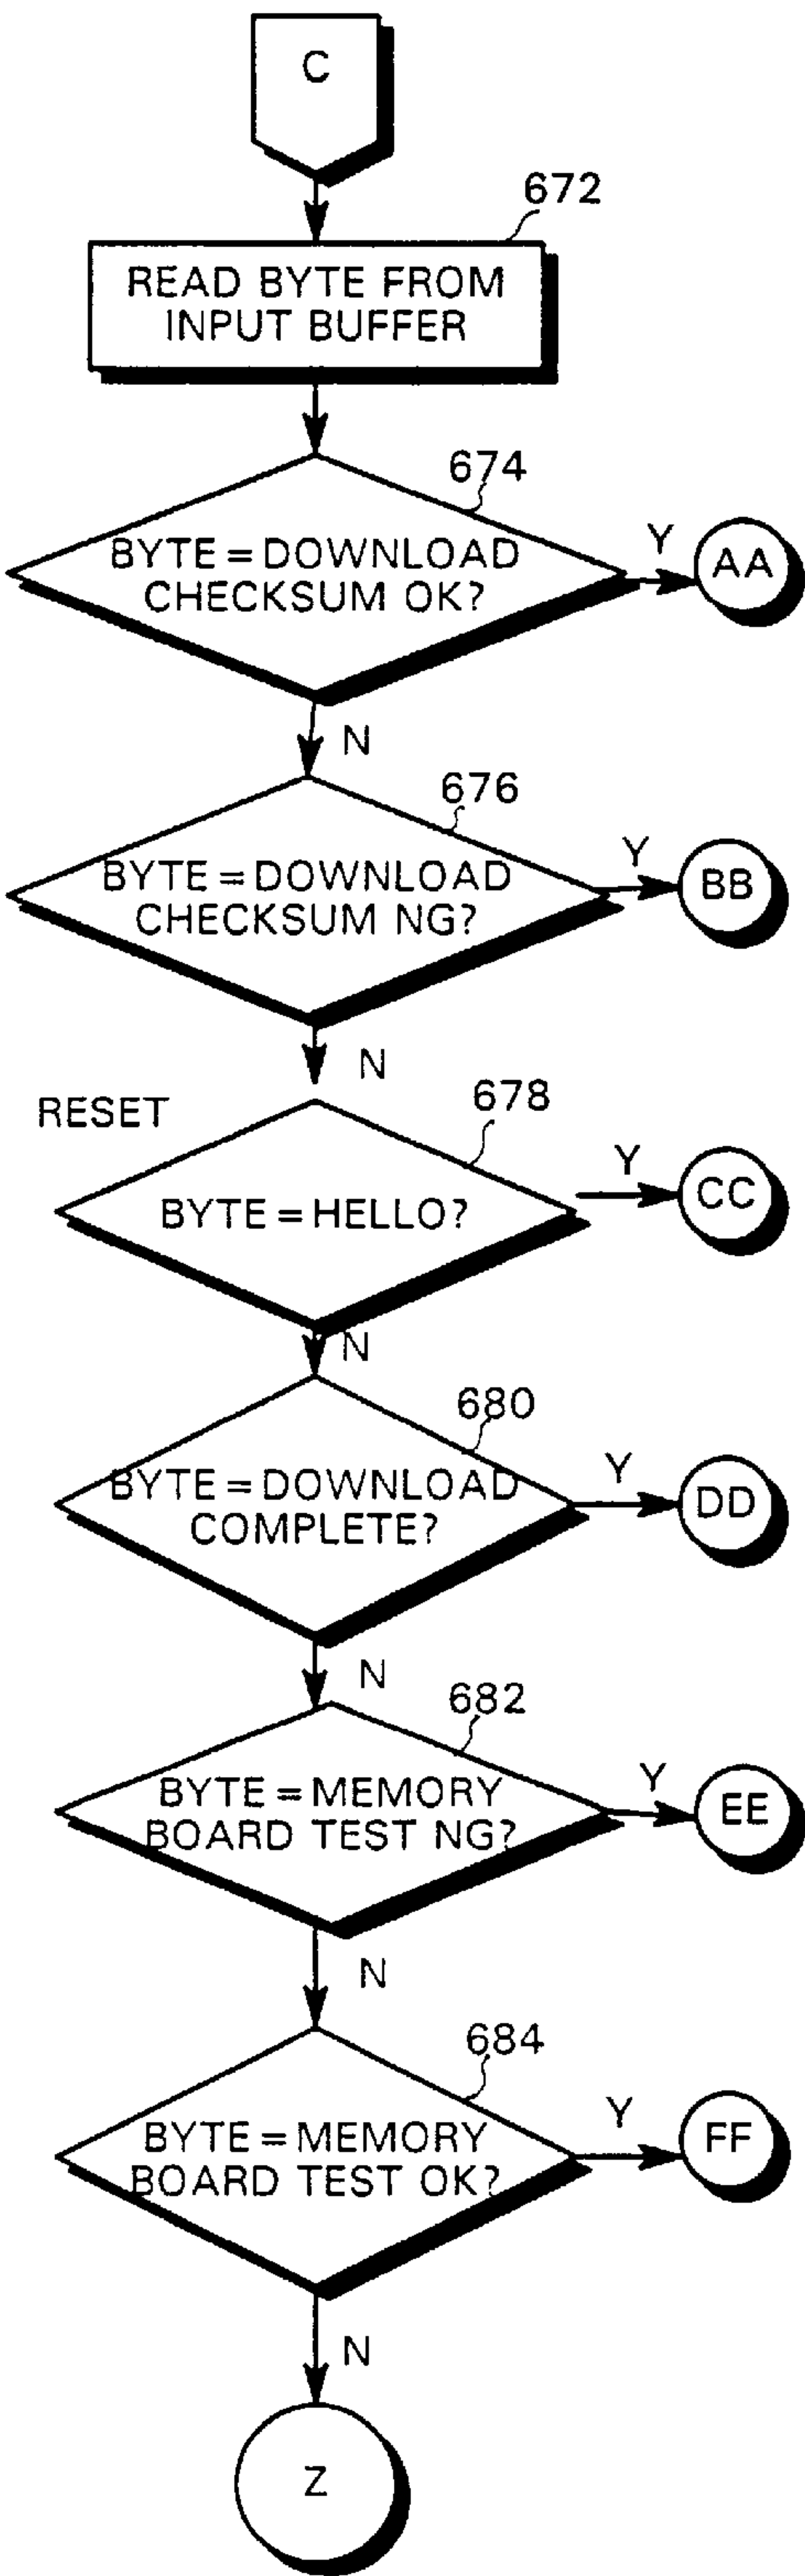 C
672
READ BYTE FROM
INPUT BUFFER
674
BYTE = DOWNLOAD
CHECKSUM OK?
Y
AA
N
676
BYTE = DOWNLOAD
CHECKSUM NG?
Y
BB
N
RESET
678
BYTE = HELLO?
Y
CC
N
680
BYTE = DOWNLOAD
COMPLETE?
Y
DD
N
682
BYTE = MEMORY
BOARD TEST NG?
Y
EE
N
684
BYTE = MEMORY
BOARD TEST OK?
Y
FF
N
Z